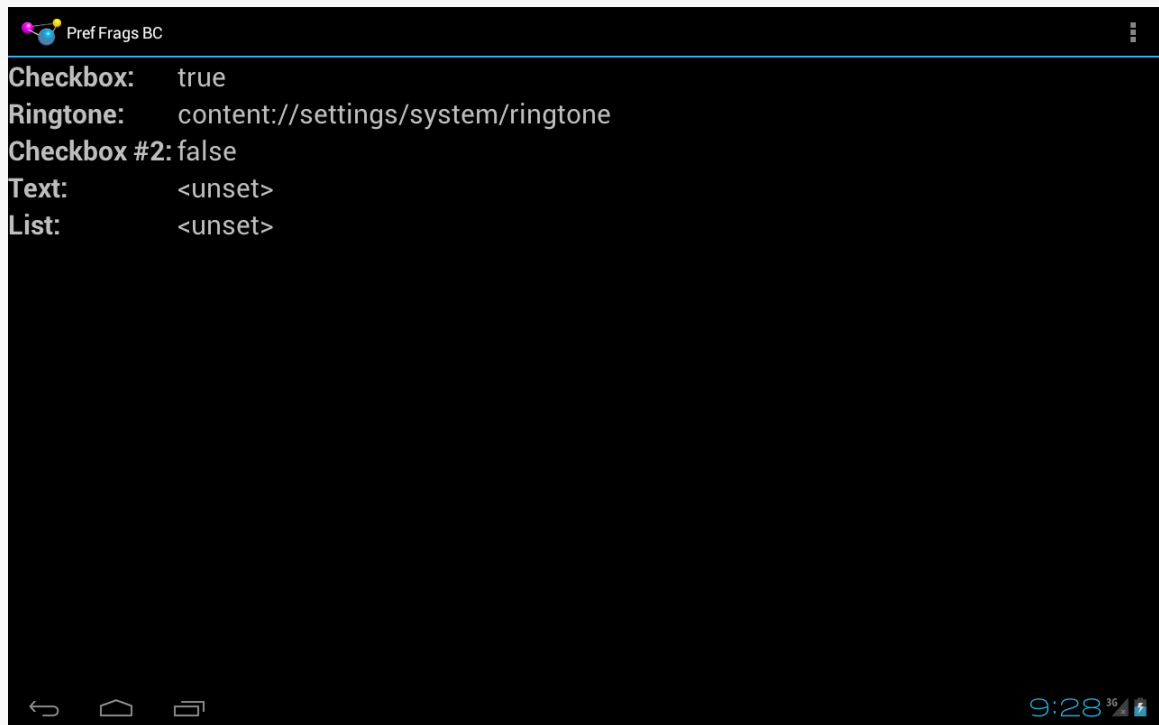 Pref Frags BC
Checkbox: true
Ringtone: content://settings/system/ringtone
Checkbox #2: false
Text: <unset>
List: <unset>
9:28 3G